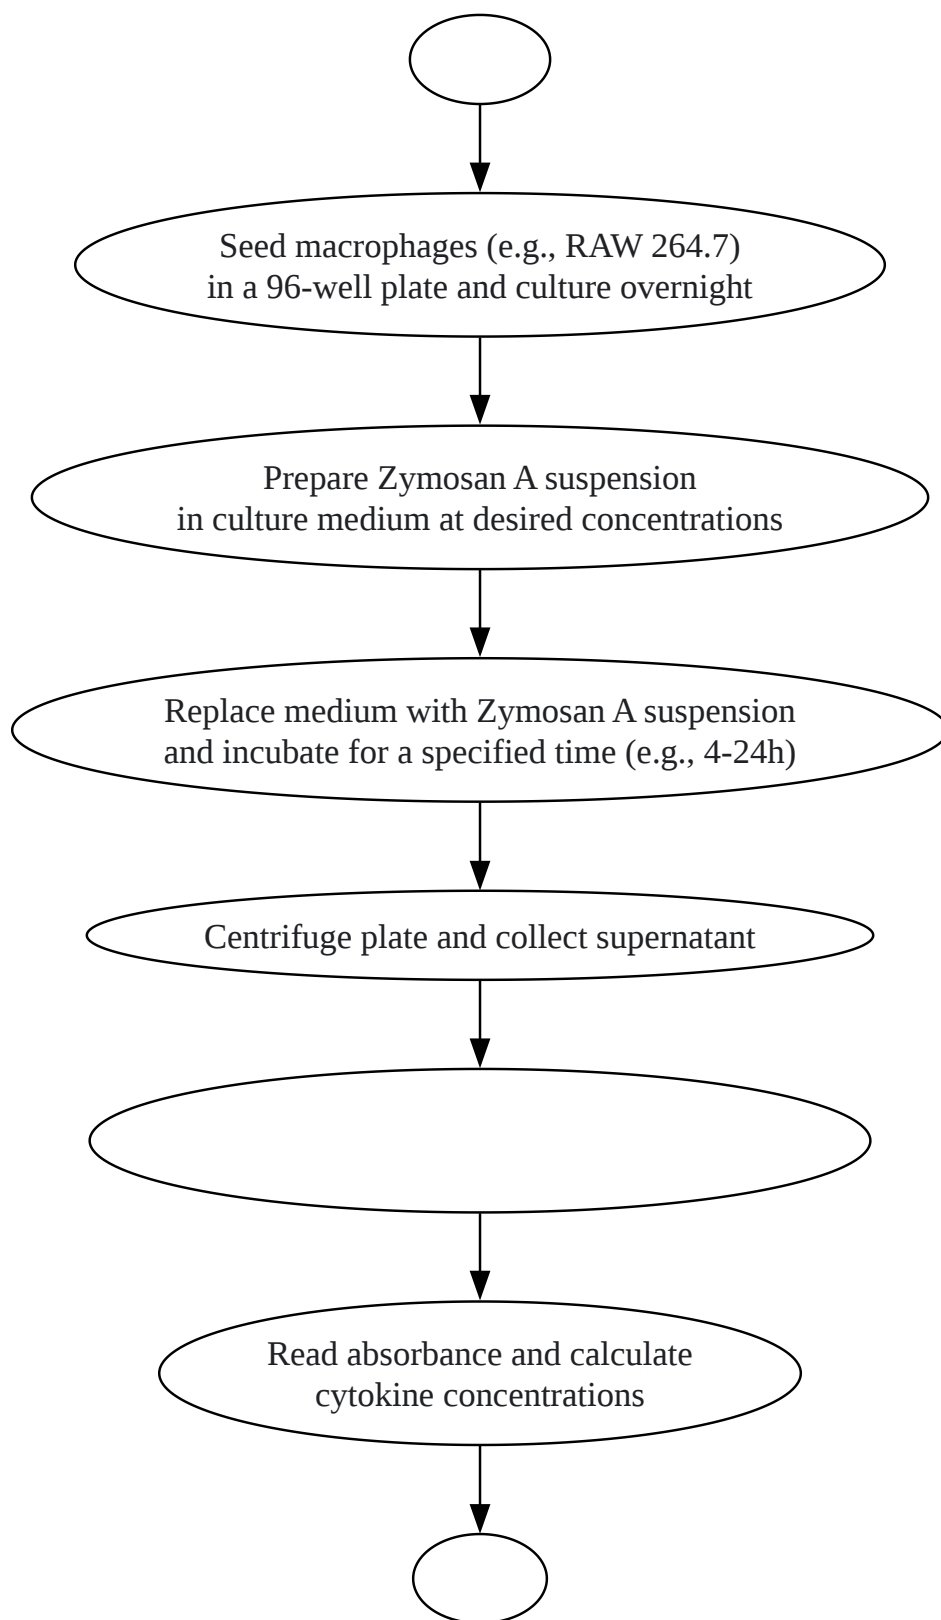 Seed macrophages (e.g., RAW 264.7)
in a 96-well plate and culture overnight
Prepare Zymosan A suspension
in culture medium at desired concentrations
Replace medium with Zymosan A suspension
and incubate for a specified time (e.g., 4-24h)
Centrifuge plate and collect supernatant
Read absorbance and calculate
cytokine concentrations